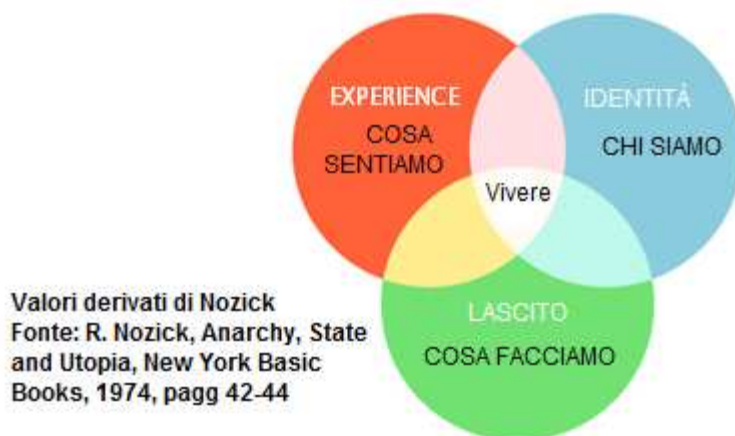 EXPERIENCE
COSA
SENTIAMO
IDENTITÀ
CHI SIAMO
Vivere
LASCITO
COSA FACCIAMO
Valori derivati di Nozick
Fonte: R. Nozick, Anarchy, State
and Utopia, New York Basic
Books, 1974, pagg 42-44